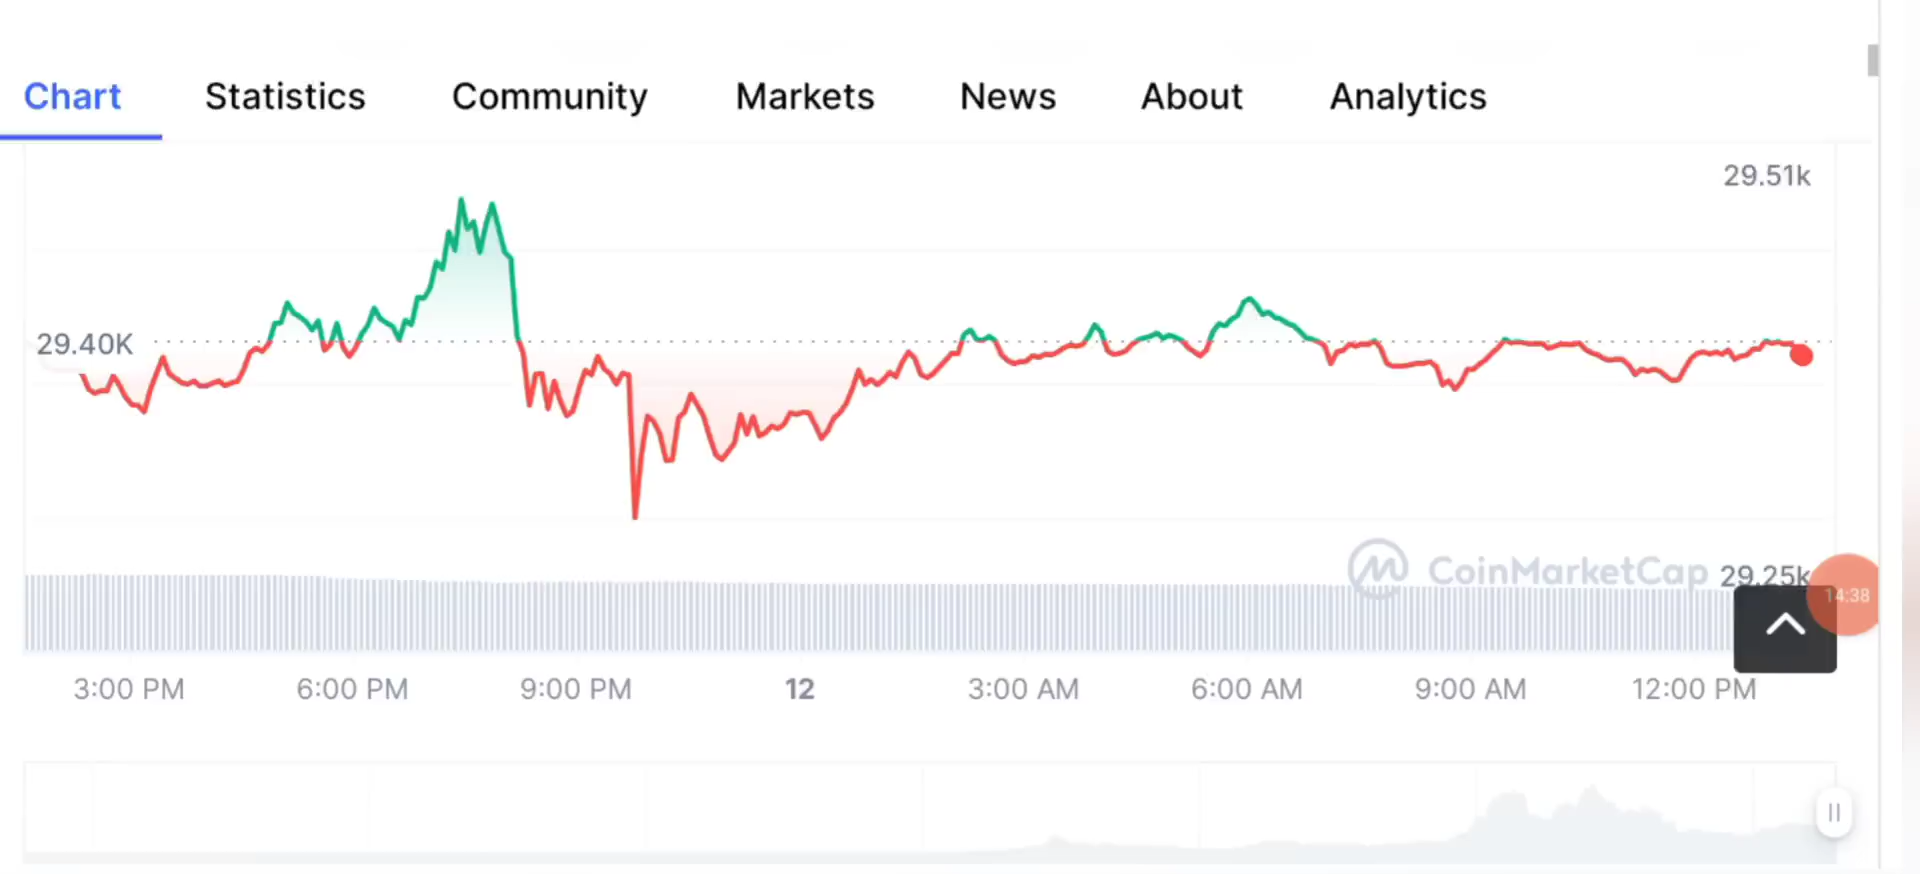 Chart Statistics Community Markets News About Analytics
29.51k
29.40K
CoinMarketCap 29.25k
14:38
3:00 PM 6:00 PM 9:00 PM 12 3:00 AM 6:00 AM 9:00 AM 12:00 PM